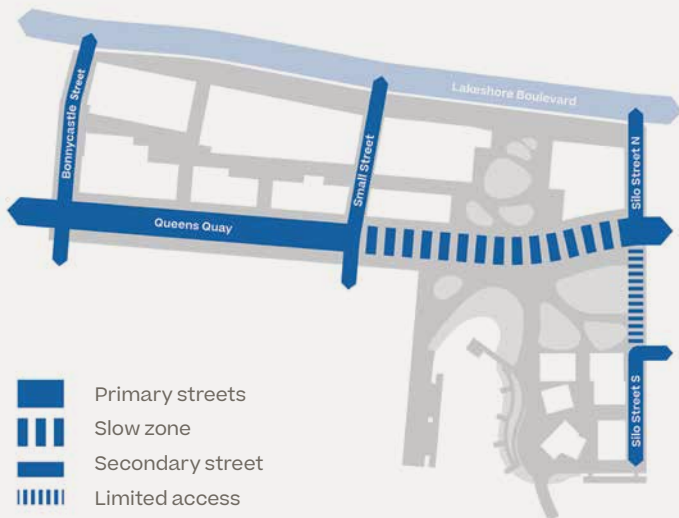 Lakeshore Boulevard
Bonnycastle Street
Small Street
Silo Street N
Queens Quay
Silo Street S
Primary streets
Slow zone
Secondary street
Limited access